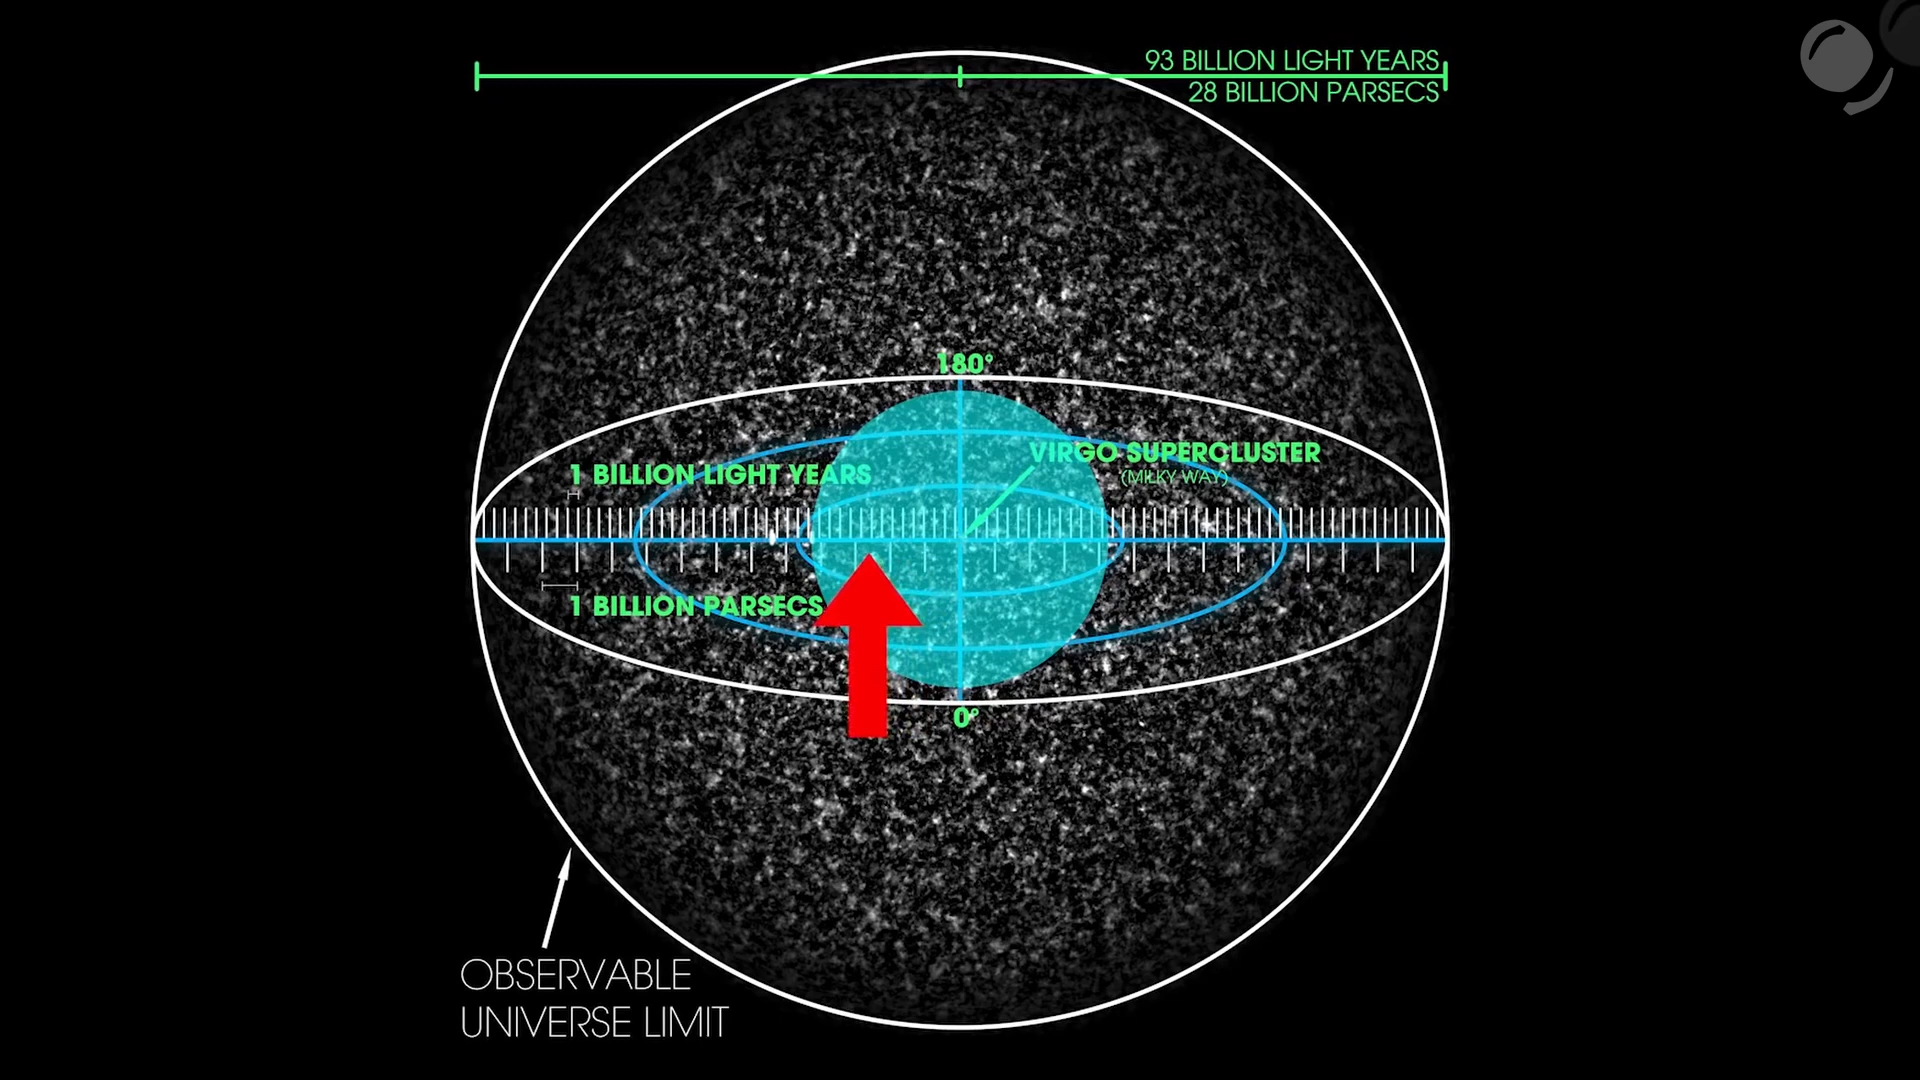 93 BILLION LIGHT YEARS
28 BILLION PARSECS
180°
VIRGO SUPERCLUSTER
(MILKY WAY)
1 BILLION LIGHT YEARS
1 BILLION PARSECS
0°
OBSERVABLE
UNIVERSE LIMIT